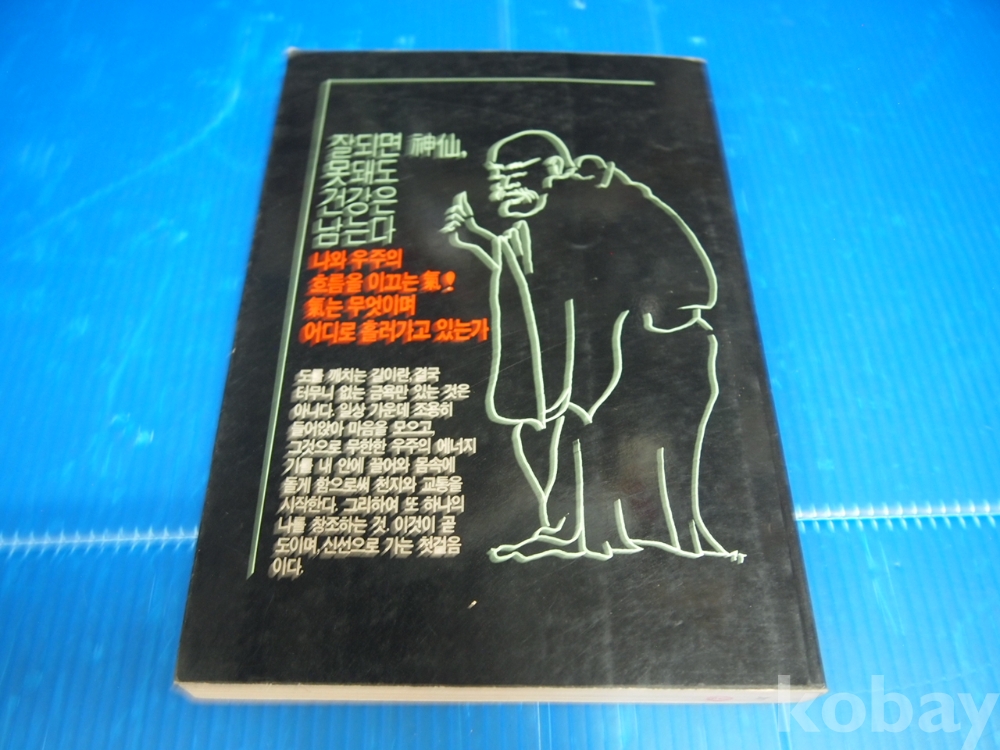 잘되면 神仙,
못돼도
건강은
남는다
나와 우주의
흐름을 이끄는 氣!
氣는 무엇이며
어디로 흘러가고 있는가
도를 깨치는 길이란, 결국
터무니 없는 금욕만 있는 것은
아니다. 일상 가운데 조용히
들어앉아 마음을 모으고,
그것으로 무한한 우주의 에너지
기를 내 안에 끌어와 몸속에
돌게 함으로써 천지와 교통을
시작한다. 그리하여 또 하나의
나를 창조하는 것. 이것이 곧
도이며, 신선으로 가는 첫걸음
이다.
kobay